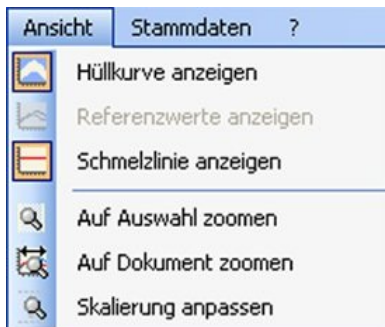 Ansicht Stammdaten ?
Hüllkurve anzeigen
Referenzwerte anzeigen
Schmelzlinie anzeigen
Auf Auswahl zoomen
Auf Dokument zoomen
Skalierung anpassen